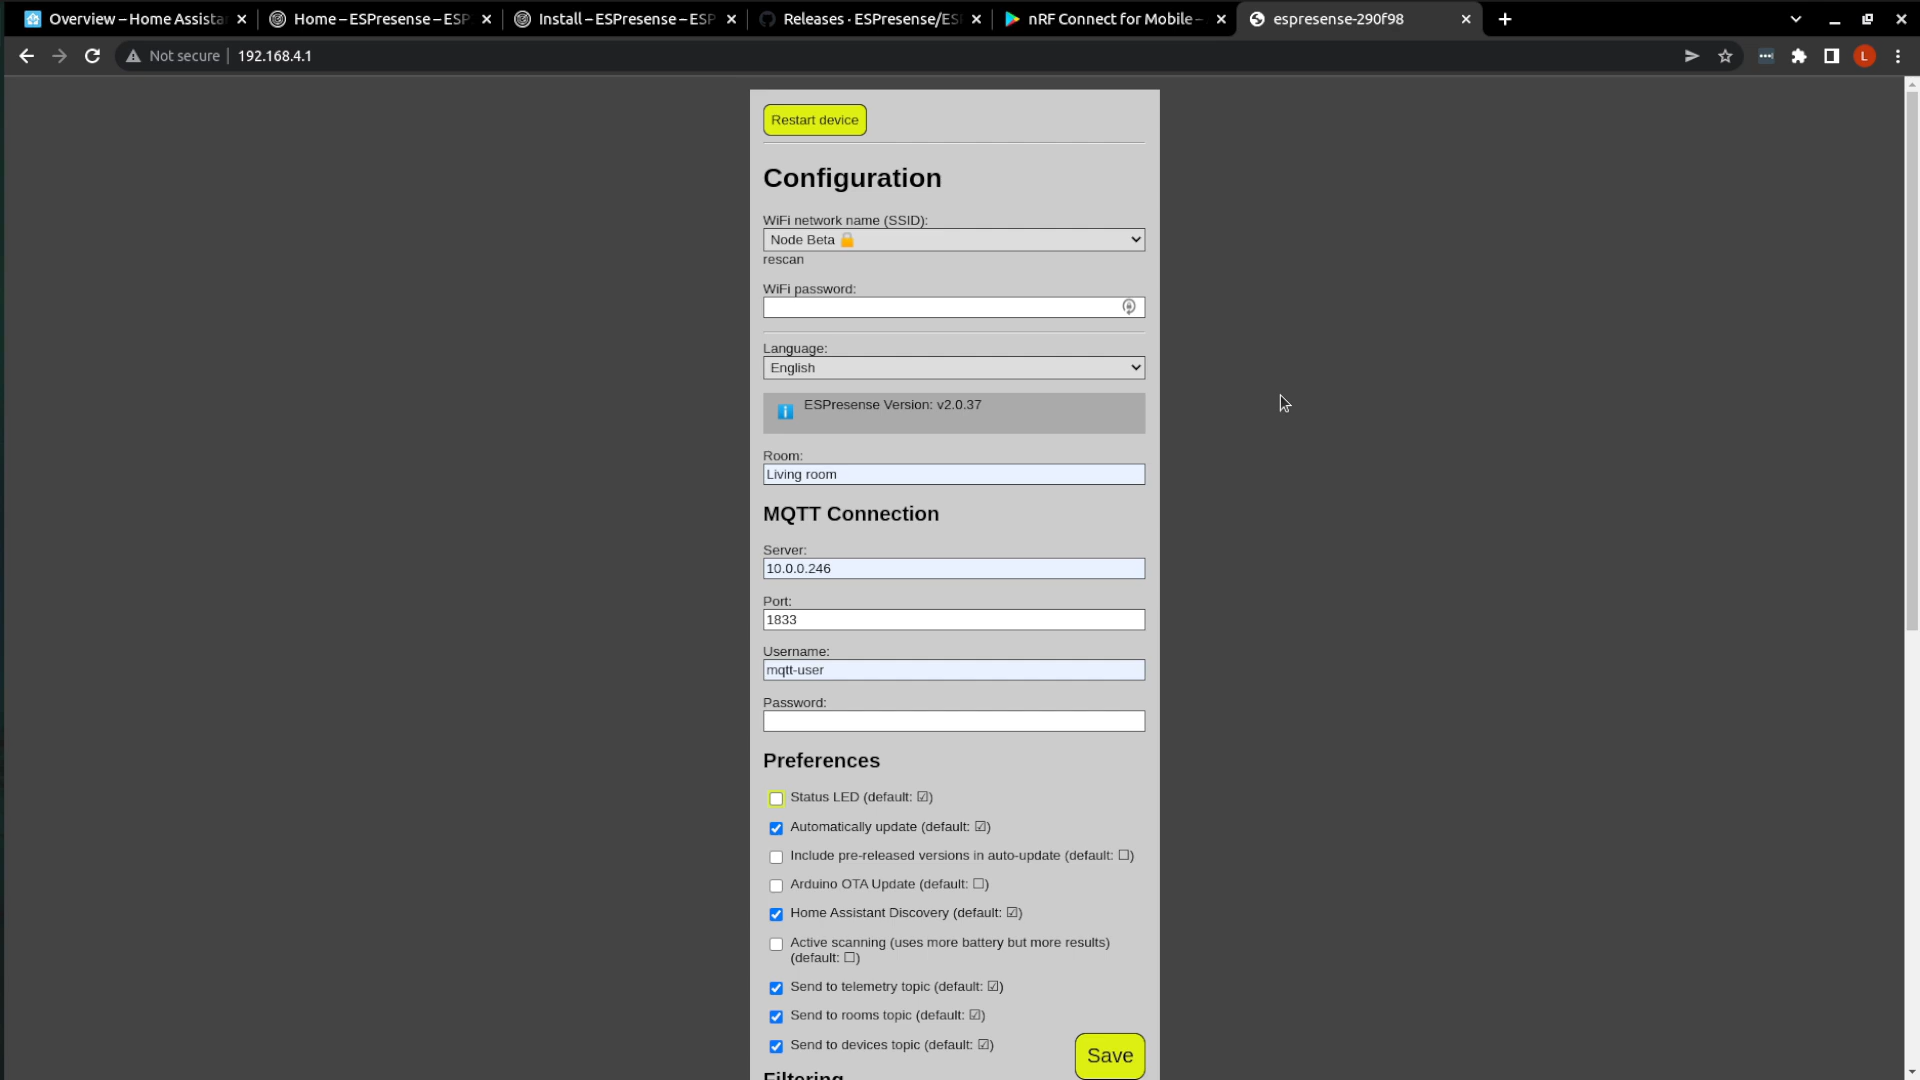 Overview – Home Assista
Home – ESPresense – ESP
Install – ESPresense – ESP
Releases · ESPresense/ES
nRF Connect for Mobile –
espresense-290f98
Not secure
192.168.4.1
L
Restart device
Configuration
WiFi network name (SSID):
Node Beta 🔒
rescan
WiFi password:
Language:
English
ESPresense Version: v2.0.37
Room:
Living room
MQTT Connection
Server:
10.0.0.246
Port:
1833
Username:
mqtt-user
Password:
Preferences
Status LED (default: ☑)
Automatically update (default: ☑)
Include pre-released versions in auto-update (default: ☐)
Arduino OTA Update (default: ☐)
Home Assistant Discovery (default: ☑)
Active scanning (uses more battery but more results)
(default: ☐)
Send to telemetry topic (default: ☑)
Send to rooms topic (default: ☑)
Send to devices topic (default: ☑)
Save
Filtering